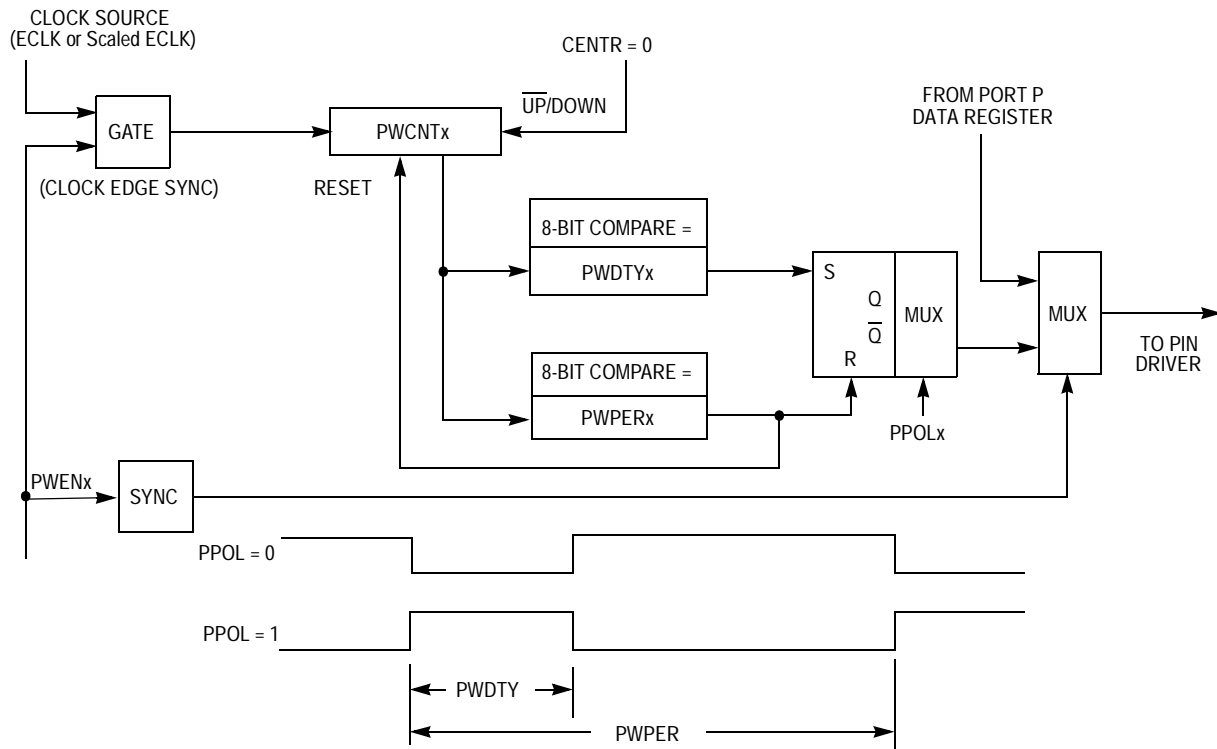 CLOCK SOURCE
(ECLK or Scaled ECLK)
CENTR = 0
U̅P̅/DOWN
FROM PORT P
DATA REGISTER
GATE
PWCNTx
(CLOCK EDGE SYNC)
RESET
8-BIT COMPARE =
PWDTYx
S
Q
Q̅
R
MUX
MUX
TO PIN
DRIVER
8-BIT COMPARE =
PWPERx
PPOLx
PWENx
SYNC
PPOL = 0
PPOL = 1
PWDTY
PWPER